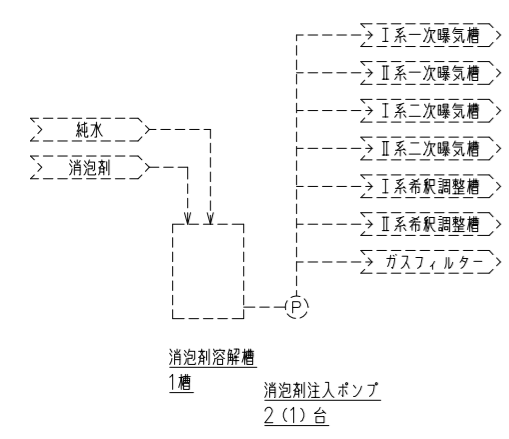 Ⅰ系一次曝気槽
Ⅱ系一次曝気槽
Ⅰ系二次曝気槽
Ⅱ系二次曝気槽
Ⅰ系希釈調整槽
Ⅱ系希釈調整槽
ガスフィルター
純水
消泡剤
P
消泡剤溶解槽
1槽
消泡剤注入ポンプ
2(1)台